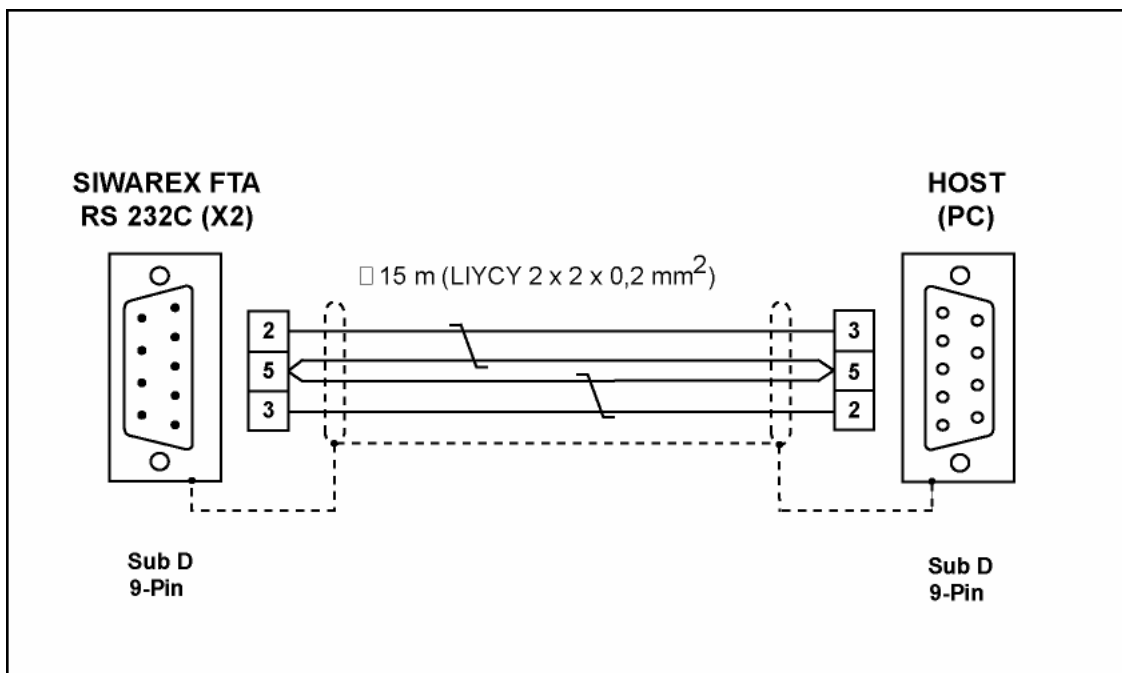 SIWAREX FTA
RS 232C (X2)
HOST
(PC)
□ 15 m (LIYCY 2 x 2 x 0,2 mm²)
2
3
5
5
3
2
Sub D
9-Pin
Sub D
9-Pin